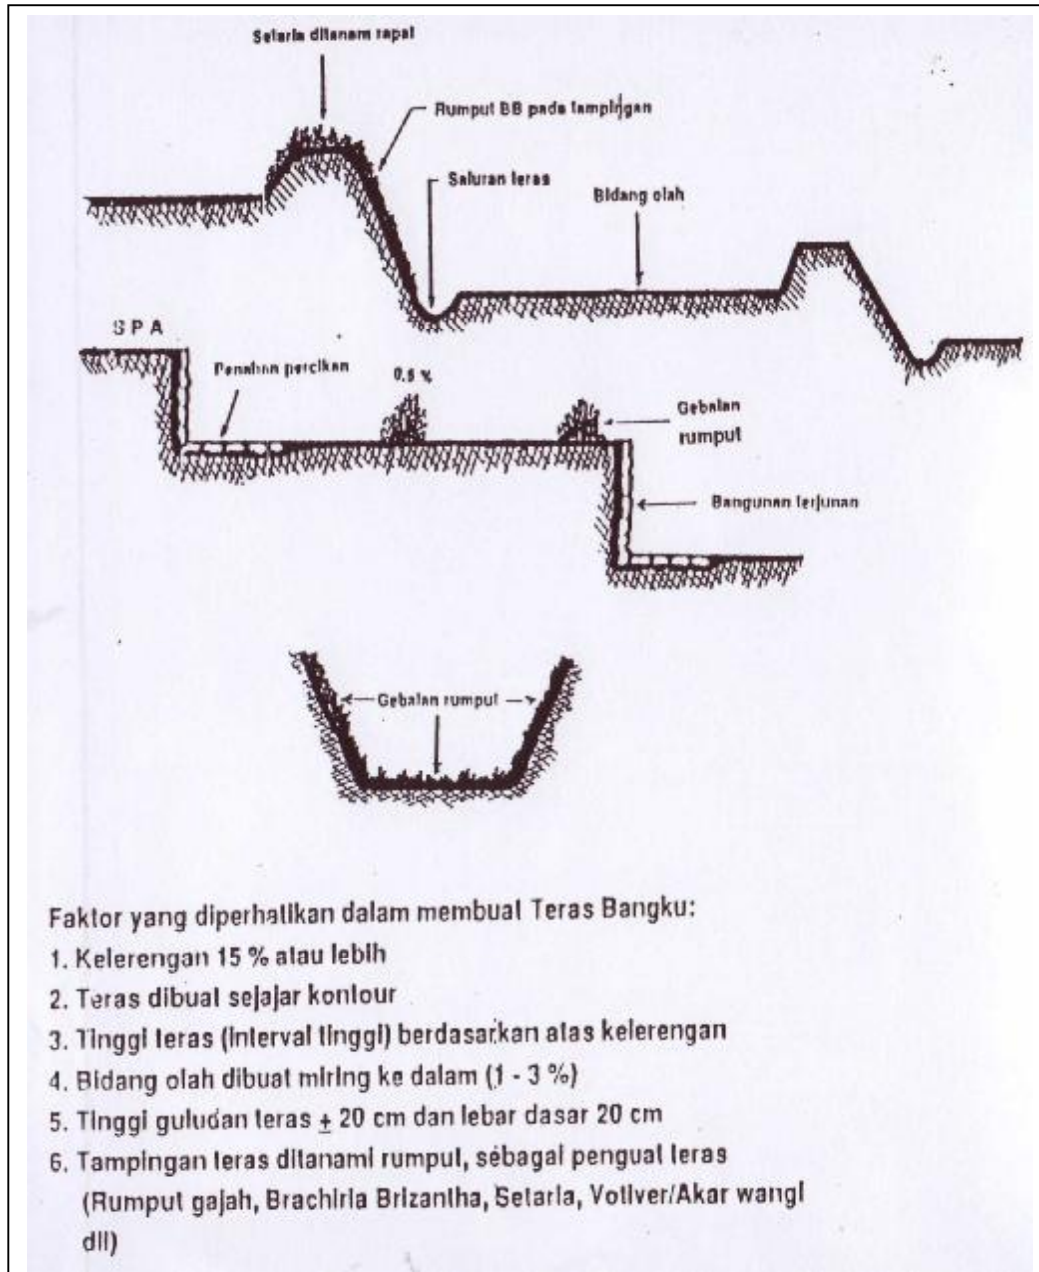 Setaria ditanam rapat
Rumput BB pada tampingan
Saluran teras
Bidang olah
S P A
Penahan percikan
0.5 %
Gebalan
rumput
Bangunan terjunan
Gebalan rumput
Faktor yang diperhatikan dalam membuat Teras Bangku:
1. Kelerengan 15 % atau lebih
2. Teras dibuat sejajar kontour
3. Tinggi teras (interval tinggi) berdasarkan atas kelerengan
4. Bidang olah dibuat miring ke dalam (1 - 3 %)
5. Tinggi guludan teras ± 20 cm dan lebar dasar 20 cm
6. Tampingan teras ditanami rumput, sebagai penguat teras
(Rumput gajah, Brachiria Brizantha, Setaria, Votiver/Akar wangi
dll)